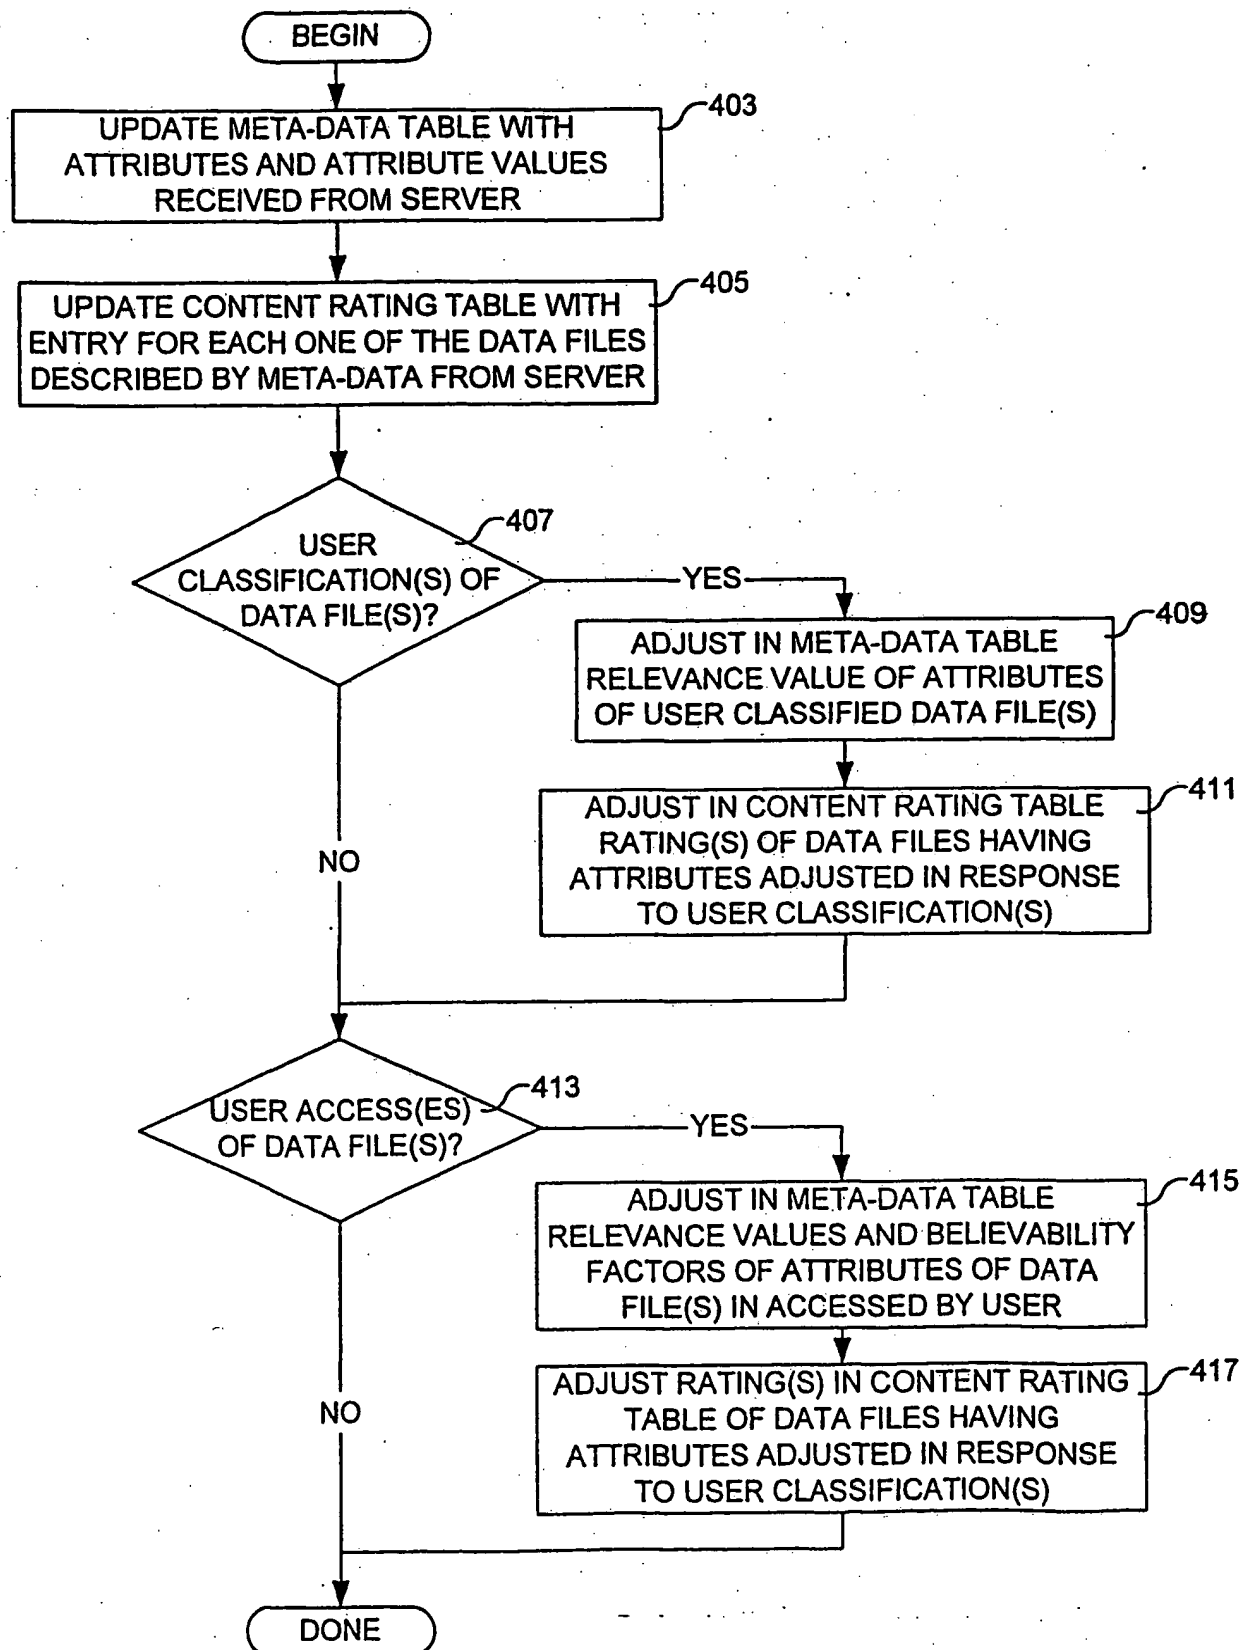 BEGIN
403
UPDATE META-DATA TABLE WITH
ATTRIBUTES AND ATTRIBUTE VALUES
RECEIVED FROM SERVER
405
UPDATE CONTENT RATING TABLE WITH
ENTRY FOR EACH ONE OF THE DATA FILES
DESCRIBED BY META-DATA FROM SERVER
407
USER
CLASSIFICATION(S) OF
DATA FILE(S)?
YES
409
ADJUST IN META-DATA TABLE
RELEVANCE VALUE OF ATTRIBUTES
OF USER CLASSIFIED DATA FILE(S)
411
ADJUST IN CONTENT RATING TABLE
RATING(S) OF DATA FILES HAVING
ATTRIBUTES ADJUSTED IN RESPONSE
TO USER CLASSIFICATION(S)
NO
413
USER ACCESS(ES)
OF DATA FILE(S)?
YES
415
ADJUST IN META-DATA TABLE
RELEVANCE VALUES AND BELIEVABILITY
FACTORS OF ATTRIBUTES OF DATA
FILE(S) IN ACCESSED BY USER
417
ADJUST RATING(S) IN CONTENT RATING
TABLE OF DATA FILES HAVING
ATTRIBUTES ADJUSTED IN RESPONSE
TO USER CLASSIFICATION(S)
NO
DONE